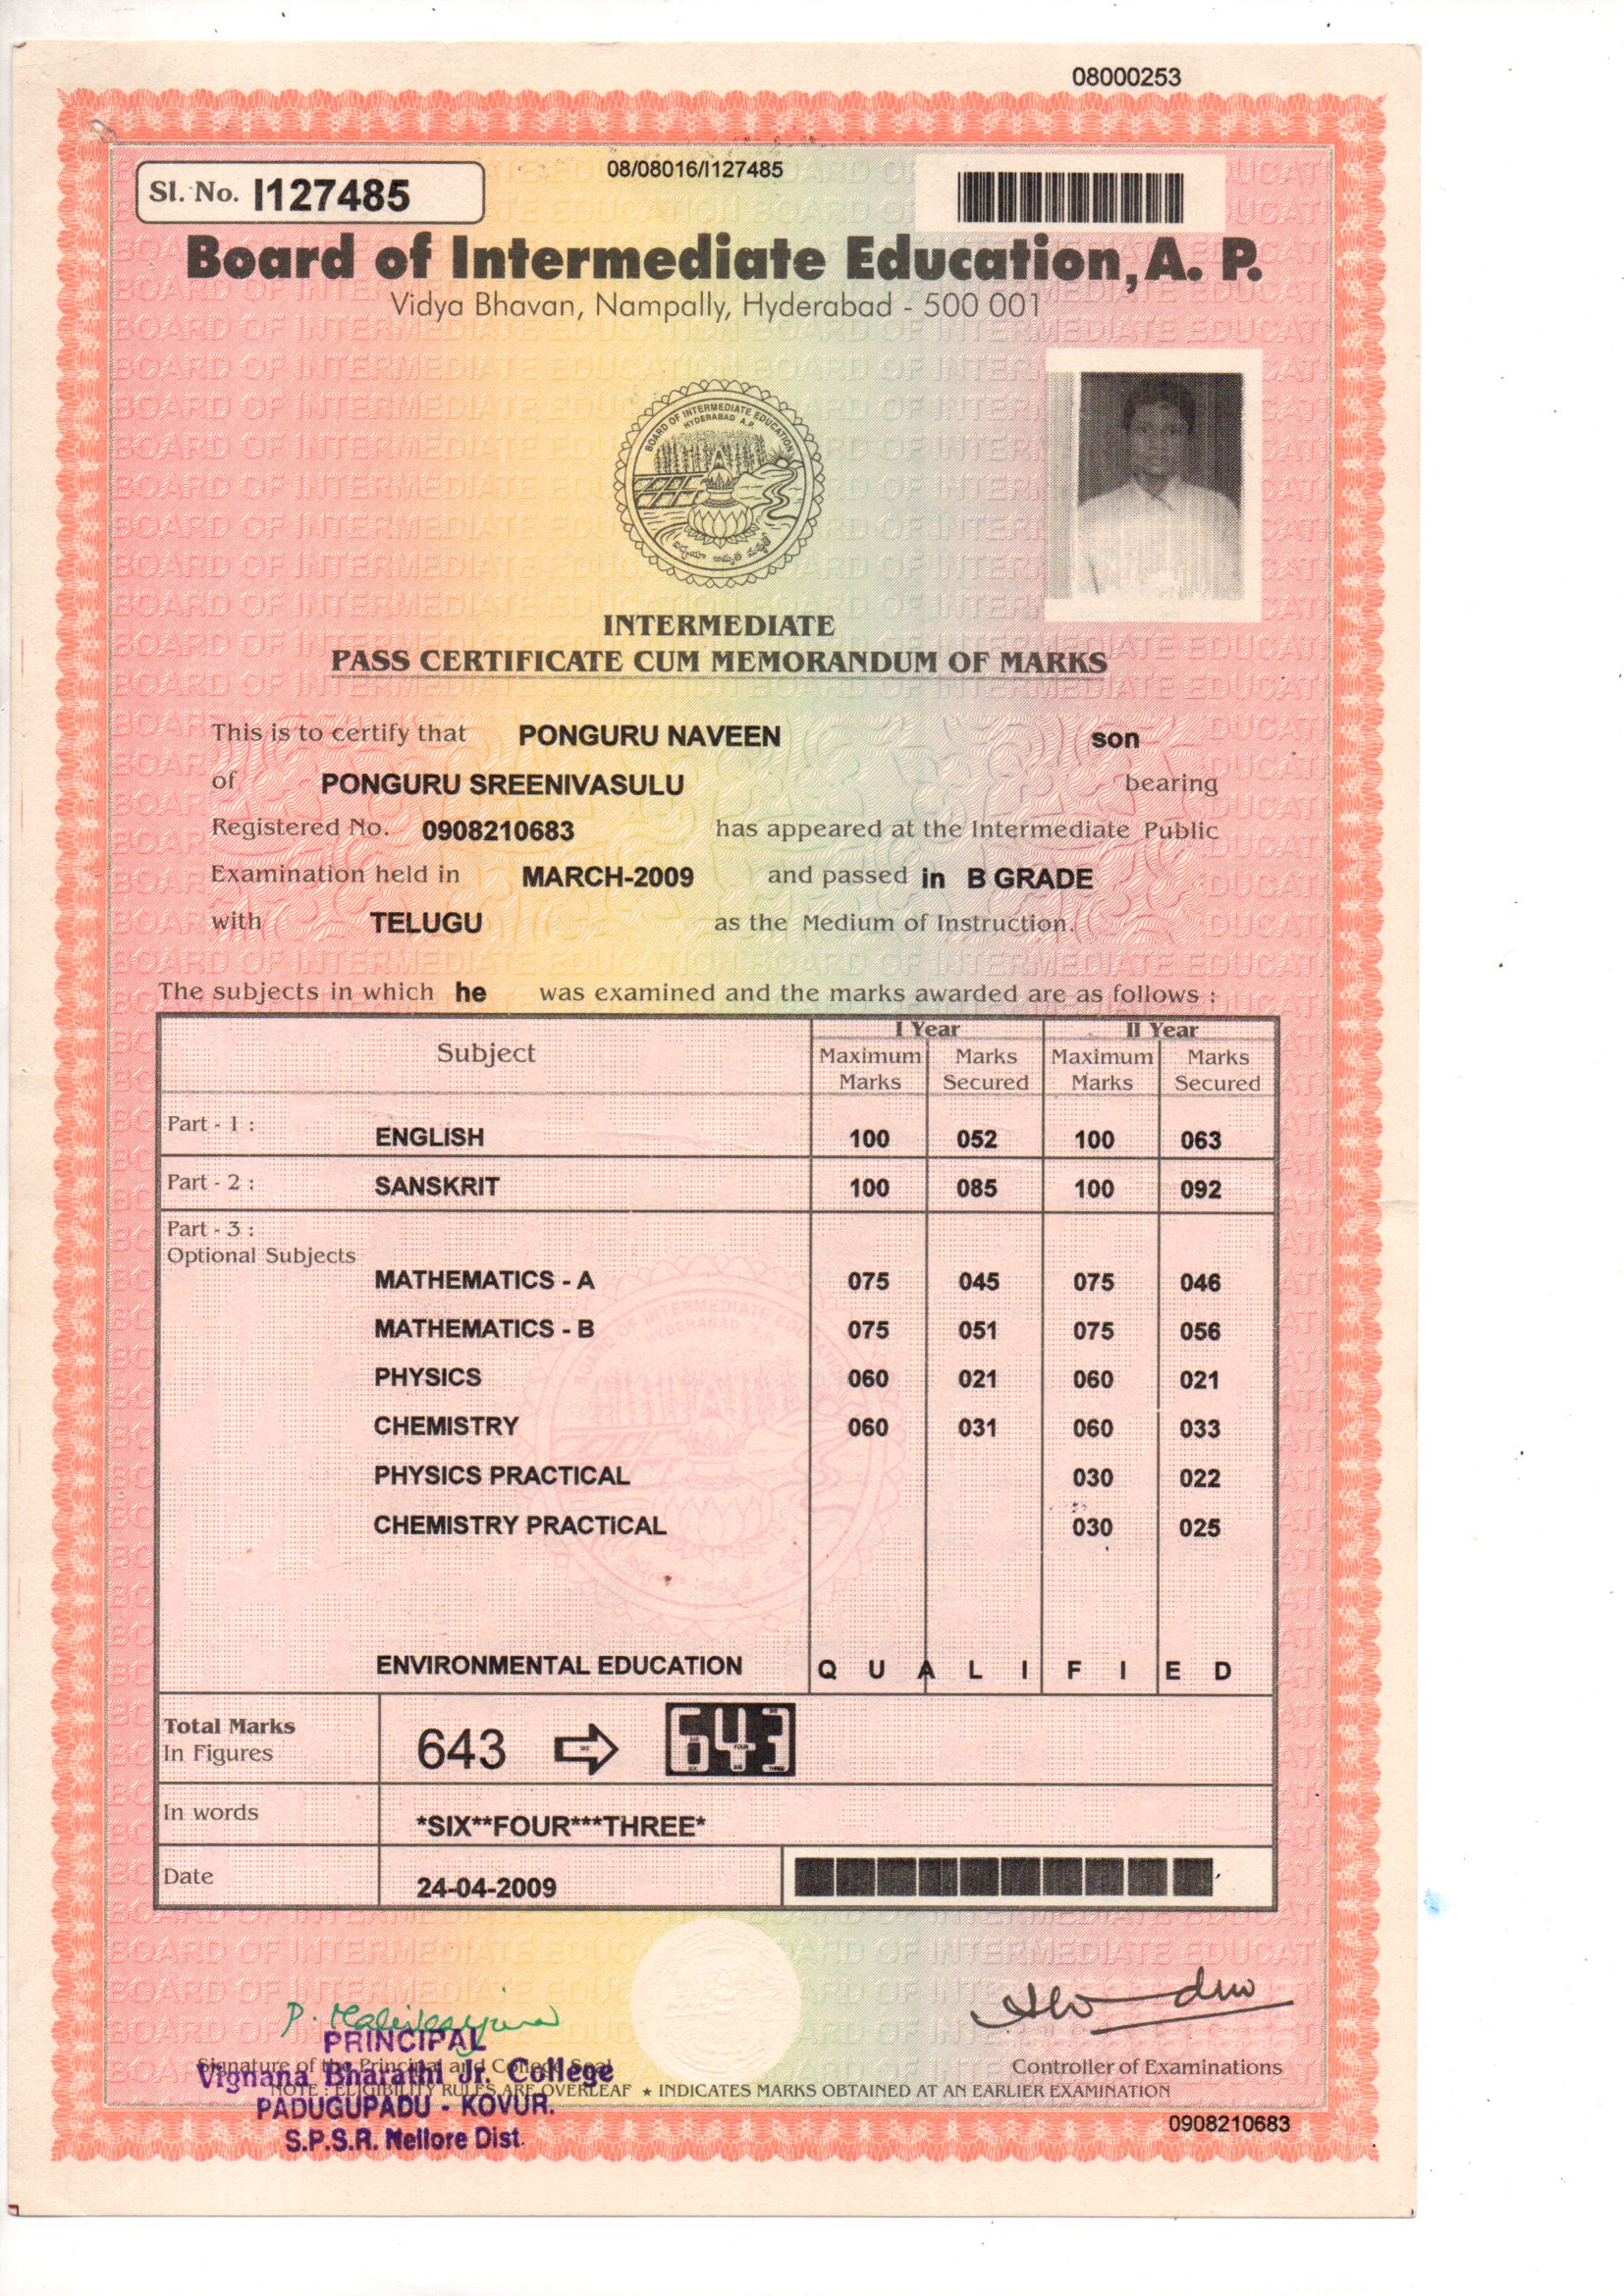 08000253
08/08016/I127485
Sl. No. I127485
Board of Intermediate Education, A. P.
Vidya Bhavan, Nampally, Hyderabad - 500 001
BOARD OF INTERMEDIATE EDUCATION
HYDERABAD A.P.
INTERMEDIATE
PASS CERTIFICATE CUM MEMORANDUM OF MARKS
This is to certify that PONGURU NAVEEN son
of PONGURU SREENIVASULU bearing
Registered No. 0908210683 has appeared at the Intermediate Public
Examination held in MARCH-2009 and passed in B GRADE
with TELUGU as the Medium of Instruction.
The subjects in which he was examined and the marks awarded are as follows :
Subject I Year II Year
Maximum Marks Marks Secured Maximum Marks Marks Secured
Part - 1 : ENGLISH 100 052 100 063
Part - 2 : SANSKRIT 100 085 100 092
Part - 3 :
Optional Subjects
MATHEMATICS - A 075 045 075 046
MATHEMATICS - B 075 051 075 056
PHYSICS 060 021 060 021
CHEMISTRY 060 031 060 033
PHYSICS PRACTICAL 030 022
CHEMISTRY PRACTICAL 030 025
ENVIRONMENTAL EDUCATION Q U A L I F I E D
Total Marks
In Figures 643 643
In words *SIX**FOUR***THREE*
Date 24-04-2009
PRINCIPAL
Signature of the Principal and College Seal Controller of Examinations
Vignana Bharathi Jr. College
NOTE : ELIGIBILITY RULES ARE OVERLEAF ★ INDICATES MARKS OBTAINED AT AN EARLIER EXAMINATION
PADUGUPADU - KOVUR.
S.P.S.R. Nellore Dist.
0908210683